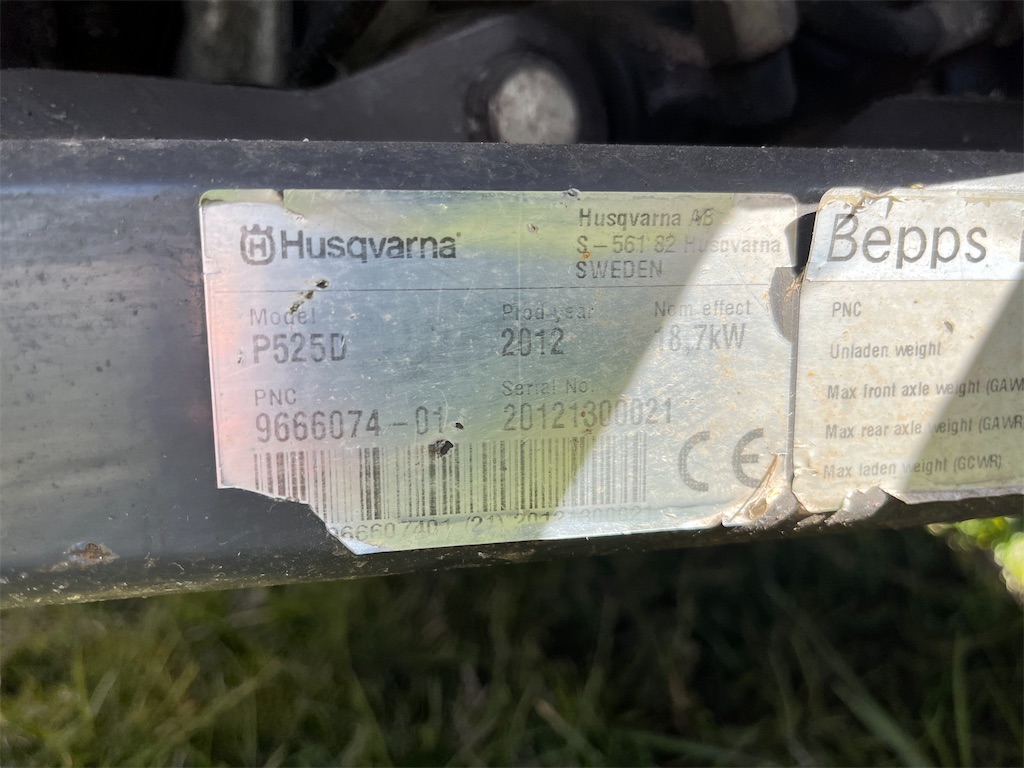 Husqvarna
Husqvarna AB
S-561 82 Husqvarna
SWEDEN
Model
P525D
Prod year
2012
Nom effect
18,7kW
PNC
9666074-01
Serial No.
20121300021
CE
Bepps
PNC
Unladen weight
Max front axle weight (GAWR
Max rear axle weight (GAWR
Max laden weight (GCWR)